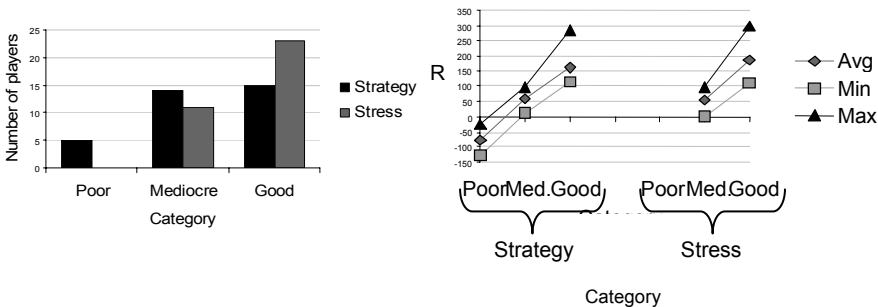 Number of players
25
20
15
10
5
0
Poor Mediocre Good
Category
Strategy
Stress
R
350
300
250
200
150
100
50
0
-50
-100
-150
PoorMed.Good PoorMed.Good
Strategy Stress
Category
Avg
Min
Max